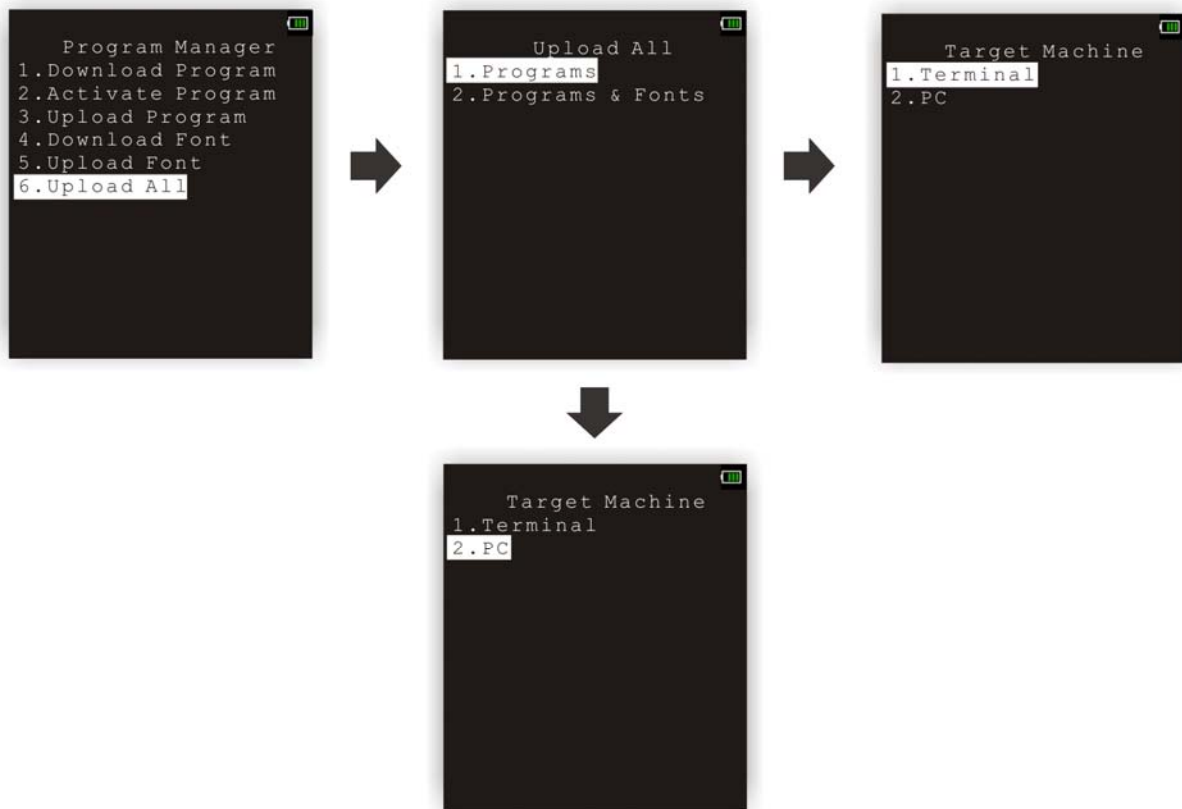 Program Manager
1.Download Program
2.Activate Program
3.Upload Program
4.Download Font
5.Upload Font
6.Upload All
Upload All
1.Programs
2.Programs & Fonts
Target Machine
1.Terminal
2.PC
Target Machine
1.Terminal
2.PC